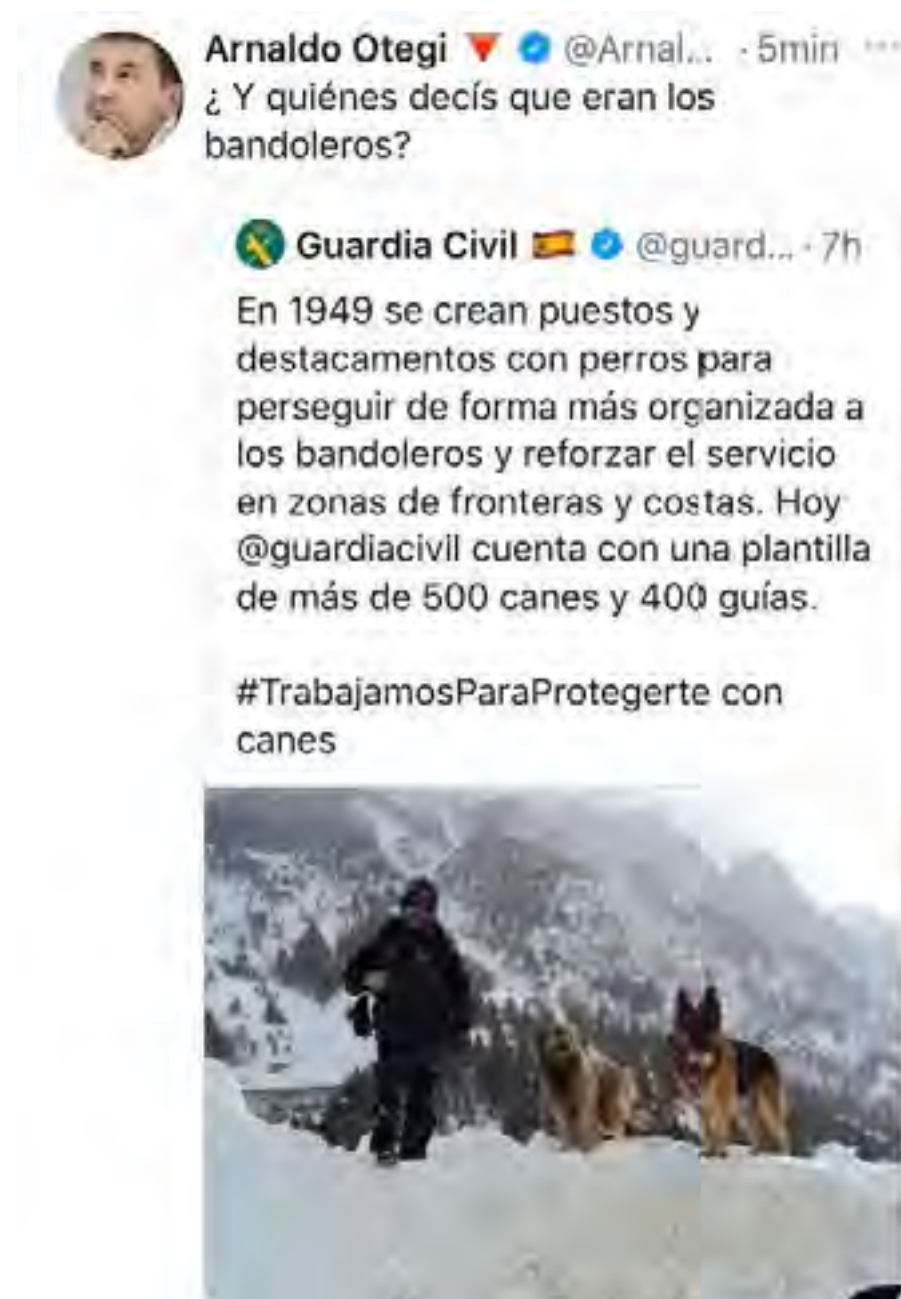 Arnaldo Otegi 🔻 @Arnal... · 5min ...
¿ Y quiénes decís que eran los
bandoleros?
Guardia Civil 🇪🇸 @guard... · 7h
En 1949 se crean puestos y
destacamentos con perros para
perseguir de forma más organizada a
los bandoleros y reforzar el servicio
en zonas de fronteras y costas. Hoy
@guardiacivil cuenta con una plantilla
de más de 500 canes y 400 guías.
#TrabajamosParaProtegerte con
canes